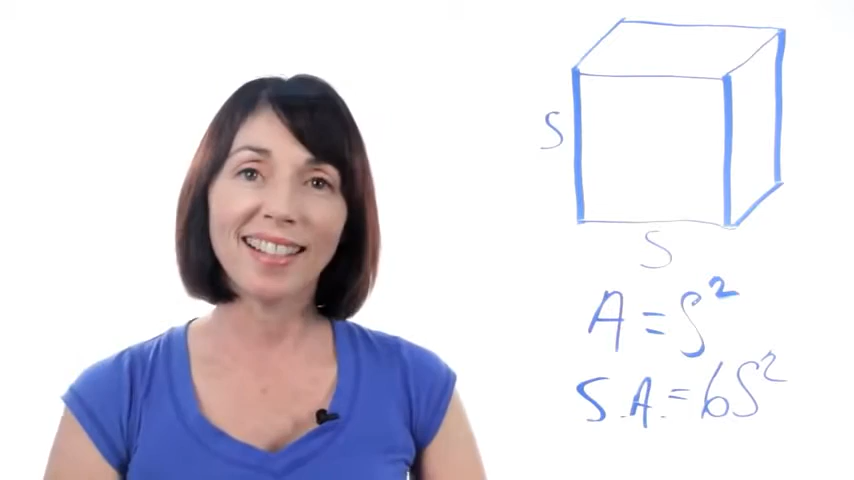 S
S
A = S²
S.A. = 6S²